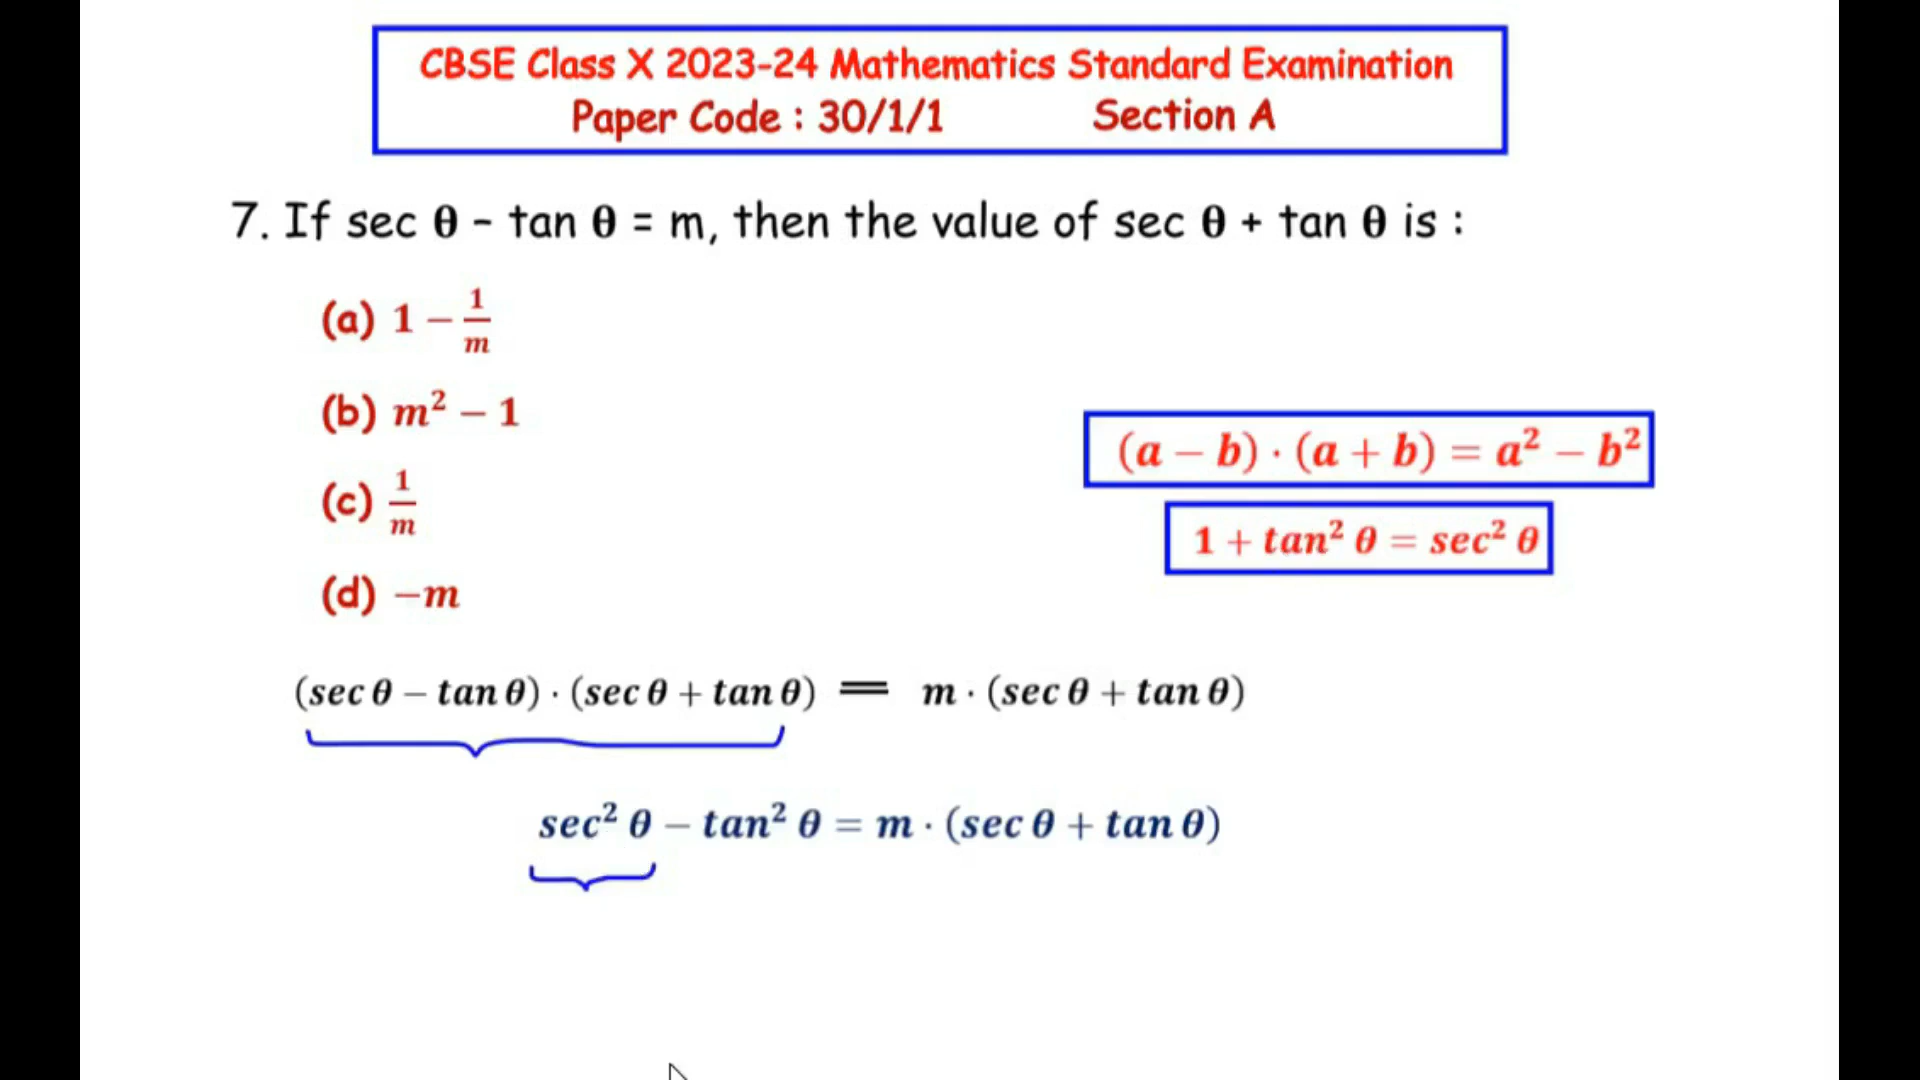 CBSE Class X 2023-24 Mathematics Standard Examination
Paper Code : 30/1/1 Section A
7. If sec θ – tan θ = m, then the value of sec θ + tan θ is :
(a) 1 − 1/m
(b) m² − 1
(c) 1/m
(d) −m
(a − b) · (a + b) = a² − b²
1 + tan² θ = sec² θ
(sec θ − tan θ) · (sec θ + tan θ) = m · (sec θ + tan θ)
sec² θ − tan² θ = m · (sec θ + tan θ)